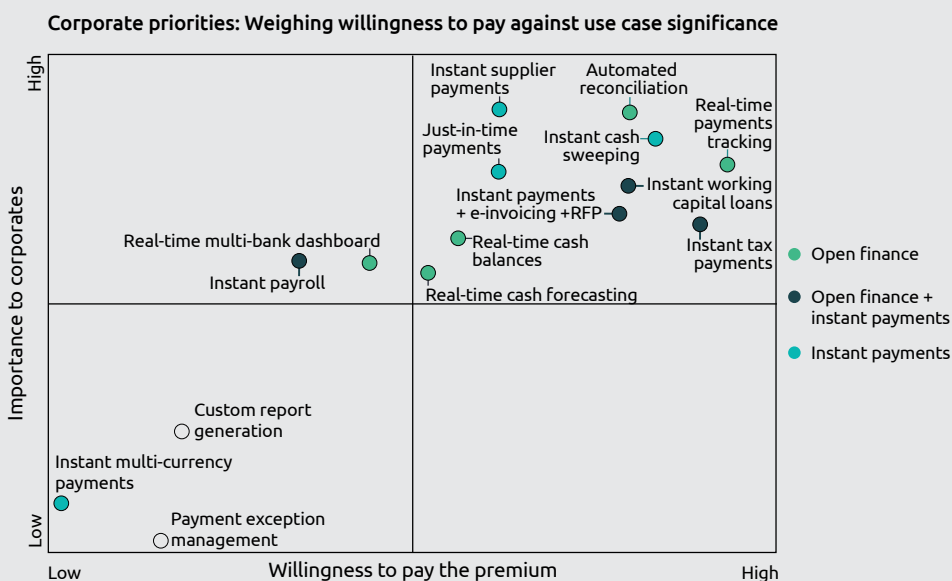 Corporate priorities: Weighing willingness to pay against use case significance
High
Importance to corporates
Low
Instant supplier
payments
Automated
reconciliation
Real-time
payments
tracking
Just-in-time
payments
Instant cash
sweeping
Instant payments
+ e-invoicing +RFP
Instant working
capital loans
Real-time multi-bank dashboard
Instant payroll
Real-time cash
balances
Instant tax
payments
Real-time cash forecasting
Open finance
Open finance +
instant payments
Instant payments
Custom report
generation
Instant multi-currency
payments
Payment exception
management
Low
Willingness to pay the premium
High